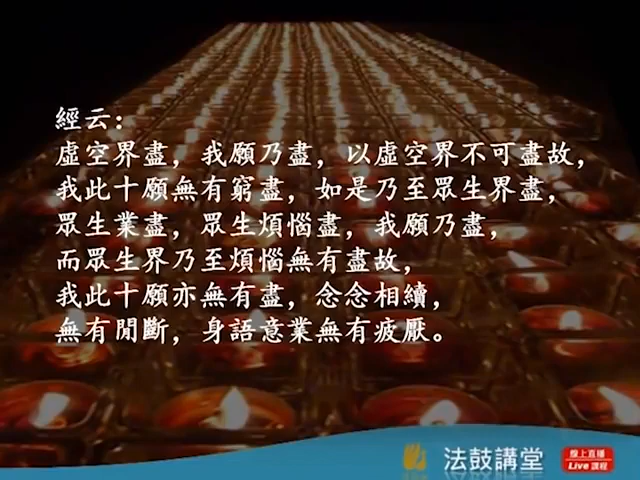 經云：
虛空界盡，我願乃盡，以虛空界不可盡故，
我此十願無有窮盡，如是乃至眾生界盡，
眾生業盡，眾生煩惱盡，我願乃盡，
而眾生界乃至煩惱無有盡故，
我此十願亦無有盡，念念相續，
無有閒斷，身語意業無有疲厭。
法鼓講堂
線上直播
Live 課程